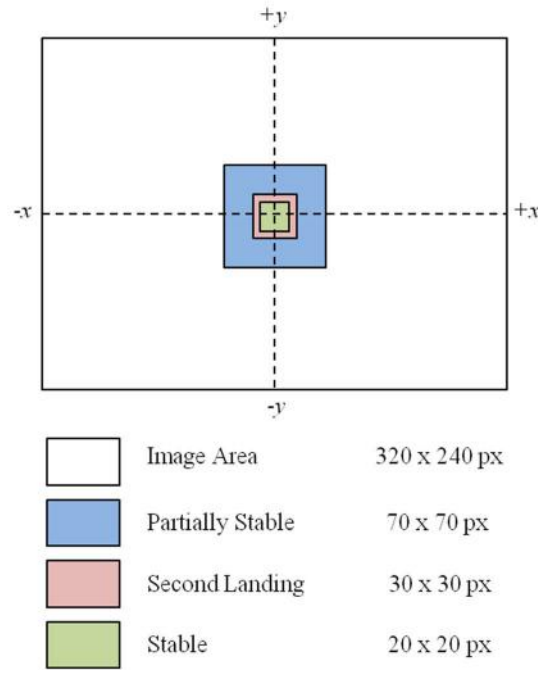 +y
-x
+x
-y
Image Area 320 x 240 px
Partially Stable 70 x 70 px
Second Landing 30 x 30 px
Stable 20 x 20 px